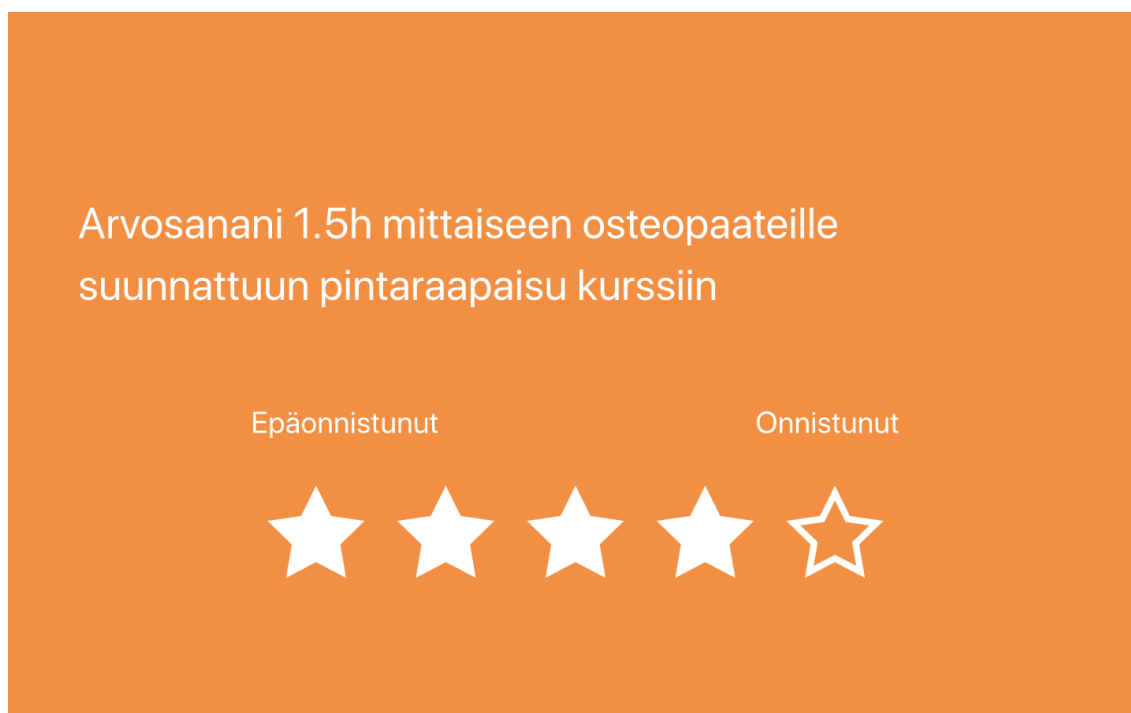 Arvosanani 1.5h mittaiseen osteopaateille
suunnattuun pintaraapaisu kurssiin
Epäonnistunut Onnistunut